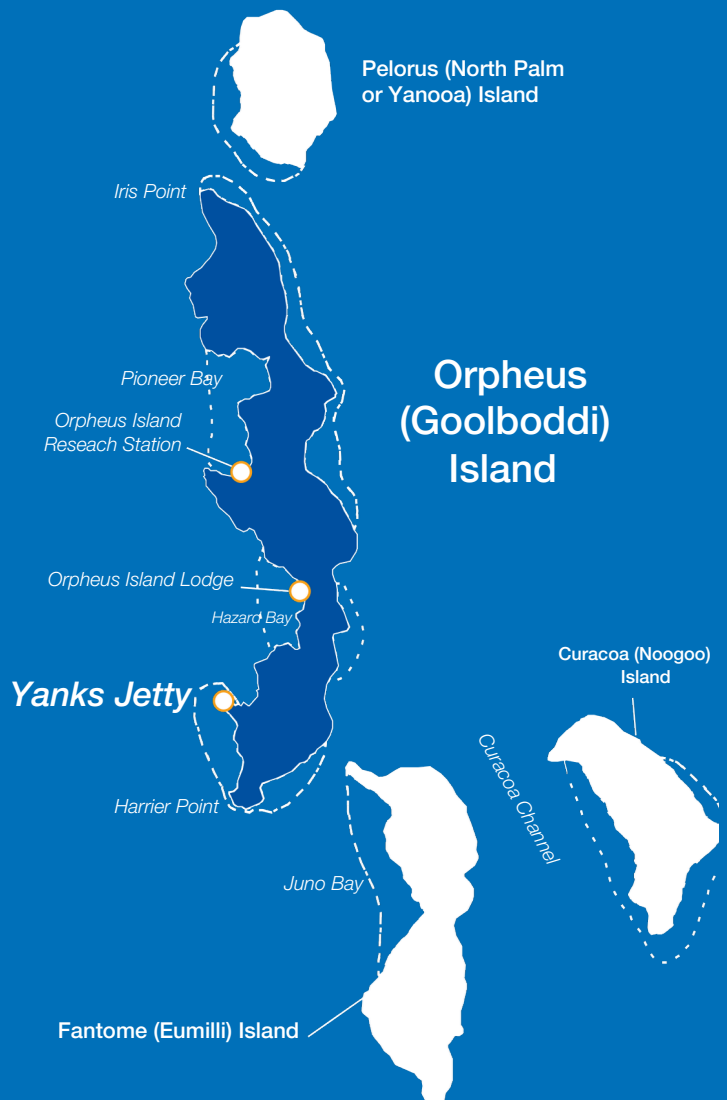 Pelorus (North Palm
or Yanooa) Island
Iris Point
Pioneer Bay
Orpheus
(Goolboddi)
Island
Orpheus Island
Reseach Station
Orpheus Island Lodge
Hazard Bay
Curacoa (Noogoo)
Island
Yanks Jetty
Curacoa Channel
Harrier Point
Juno Bay
Fantome (Eumilli) Island